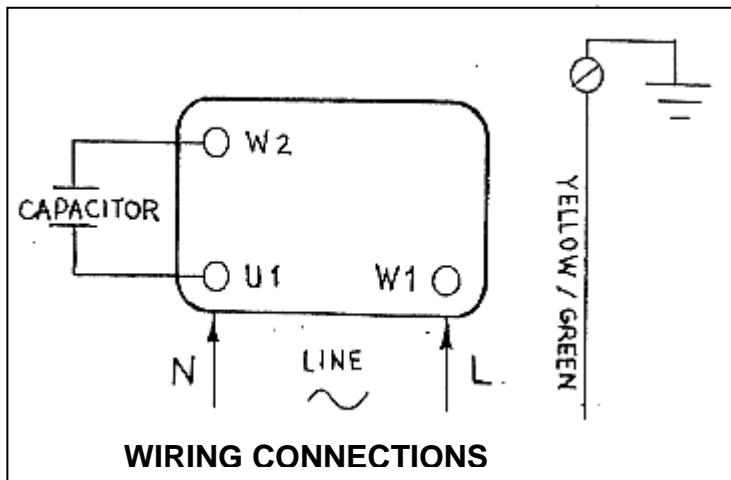 W2
CAPACITOR
U1 W1
N LINE L
YELLOW / GREEN
WIRING CONNECTIONS